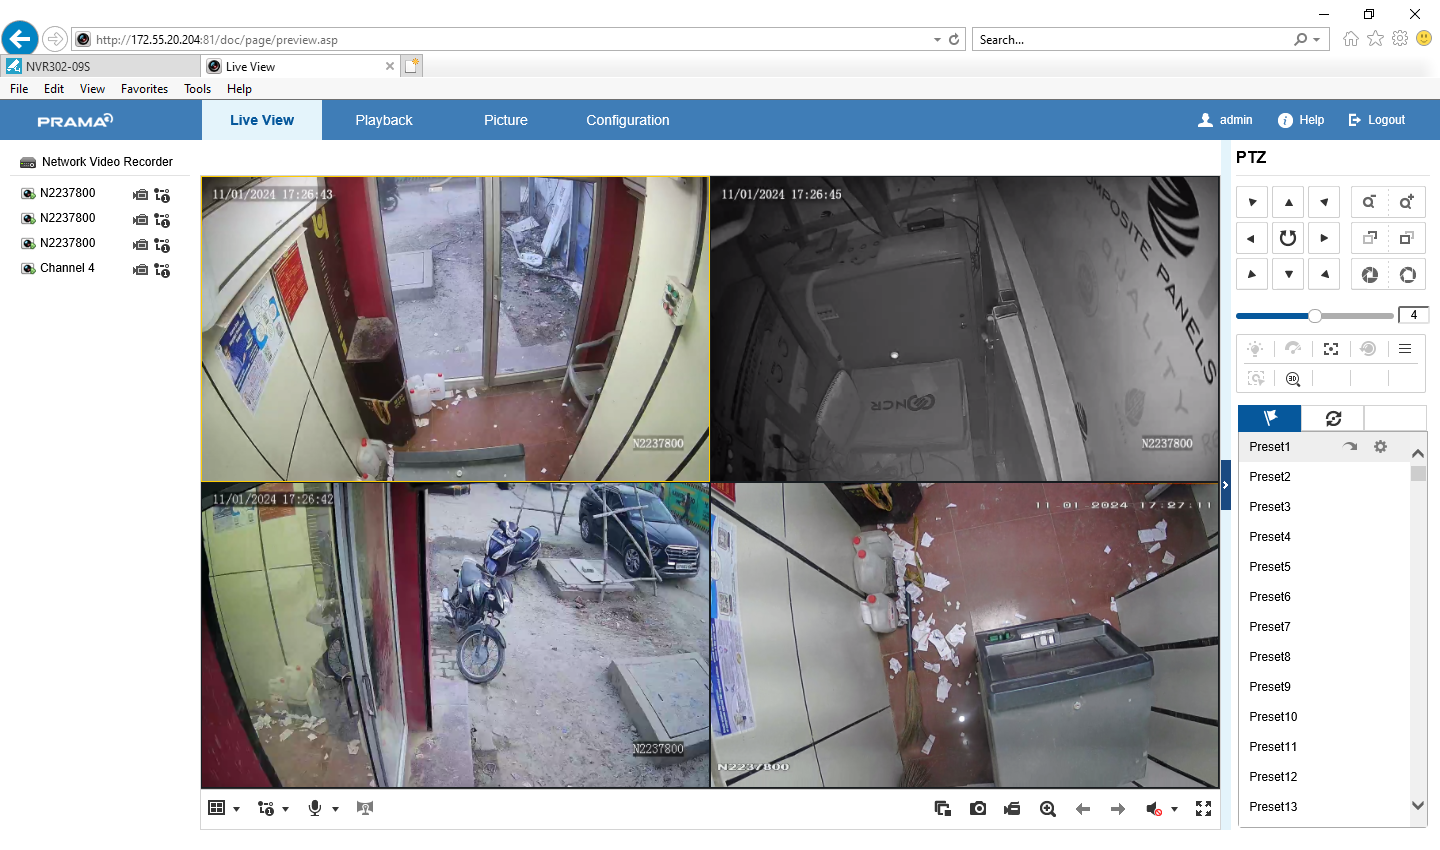 http://172.55.20.204:81/doc/page/preview.asp
Search...
NVR302-09S
Live View
File Edit View Favorites Tools Help
PRAMA
Live View Playback Picture Configuration
admin Help Logout
Network Video Recorder
N2237800
N2237800
N2237800
Channel 4
11/01/2024 17:26:43
N2237800
11/01/2024 17:26:45
COMPOSITE PANELS
QUALITY
NCR
N2237800
11/01/2024 17:26:42
N2237800
11 01 2024 17:27:11
N2237800
PTZ
4
3D
Preset1
Preset2
Preset3
Preset4
Preset5
Preset6
Preset7
Preset8
Preset9
Preset10
Preset11
Preset12
Preset13